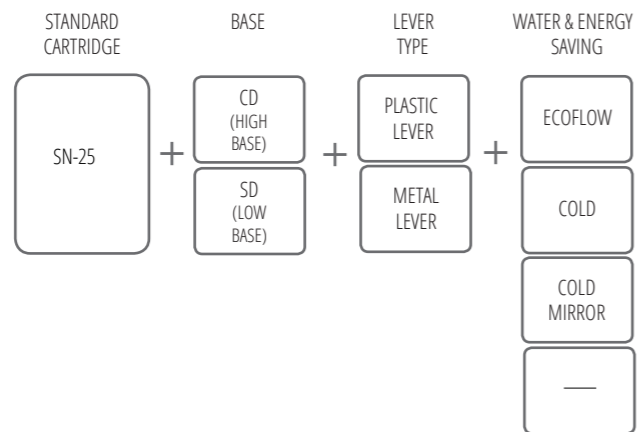 STANDARD
CARTRIDGE
BASE
LEVER
TYPE
WATER & ENERGY
SAVING
SN-25
+
CD
(HIGH
BASE)
SD
(LOW
BASE)
+
PLASTIC
LEVER
METAL
LEVER
+
ECOFLOW
COLD
COLD
MIRROR
—